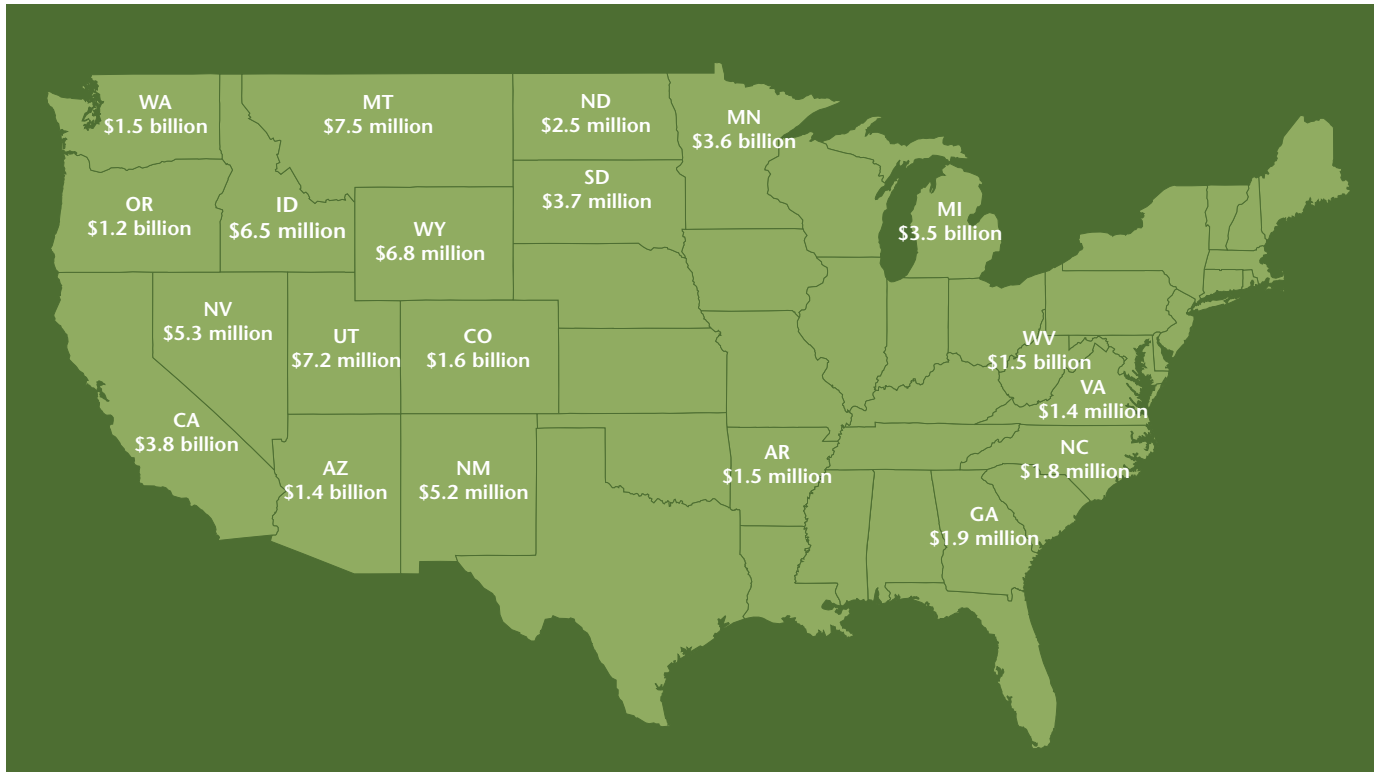 WA
$1.5 billion
MT
$7.5 million
ND
$2.5 million
MN
$3.6 billion
OR
$1.2 billion
ID
$6.5 million
WY
$6.8 million
SD
$3.7 million
MI
$3.5 billion
NV
$5.3 million
UT
$7.2 million
CO
$1.6 billion
WV
$1.5 billion
VA
$1.4 million
CA
$3.8 billion
AZ
$1.4 billion
NM
$5.2 million
AR
$1.5 million
NC
$1.8 million
GA
$1.9 million